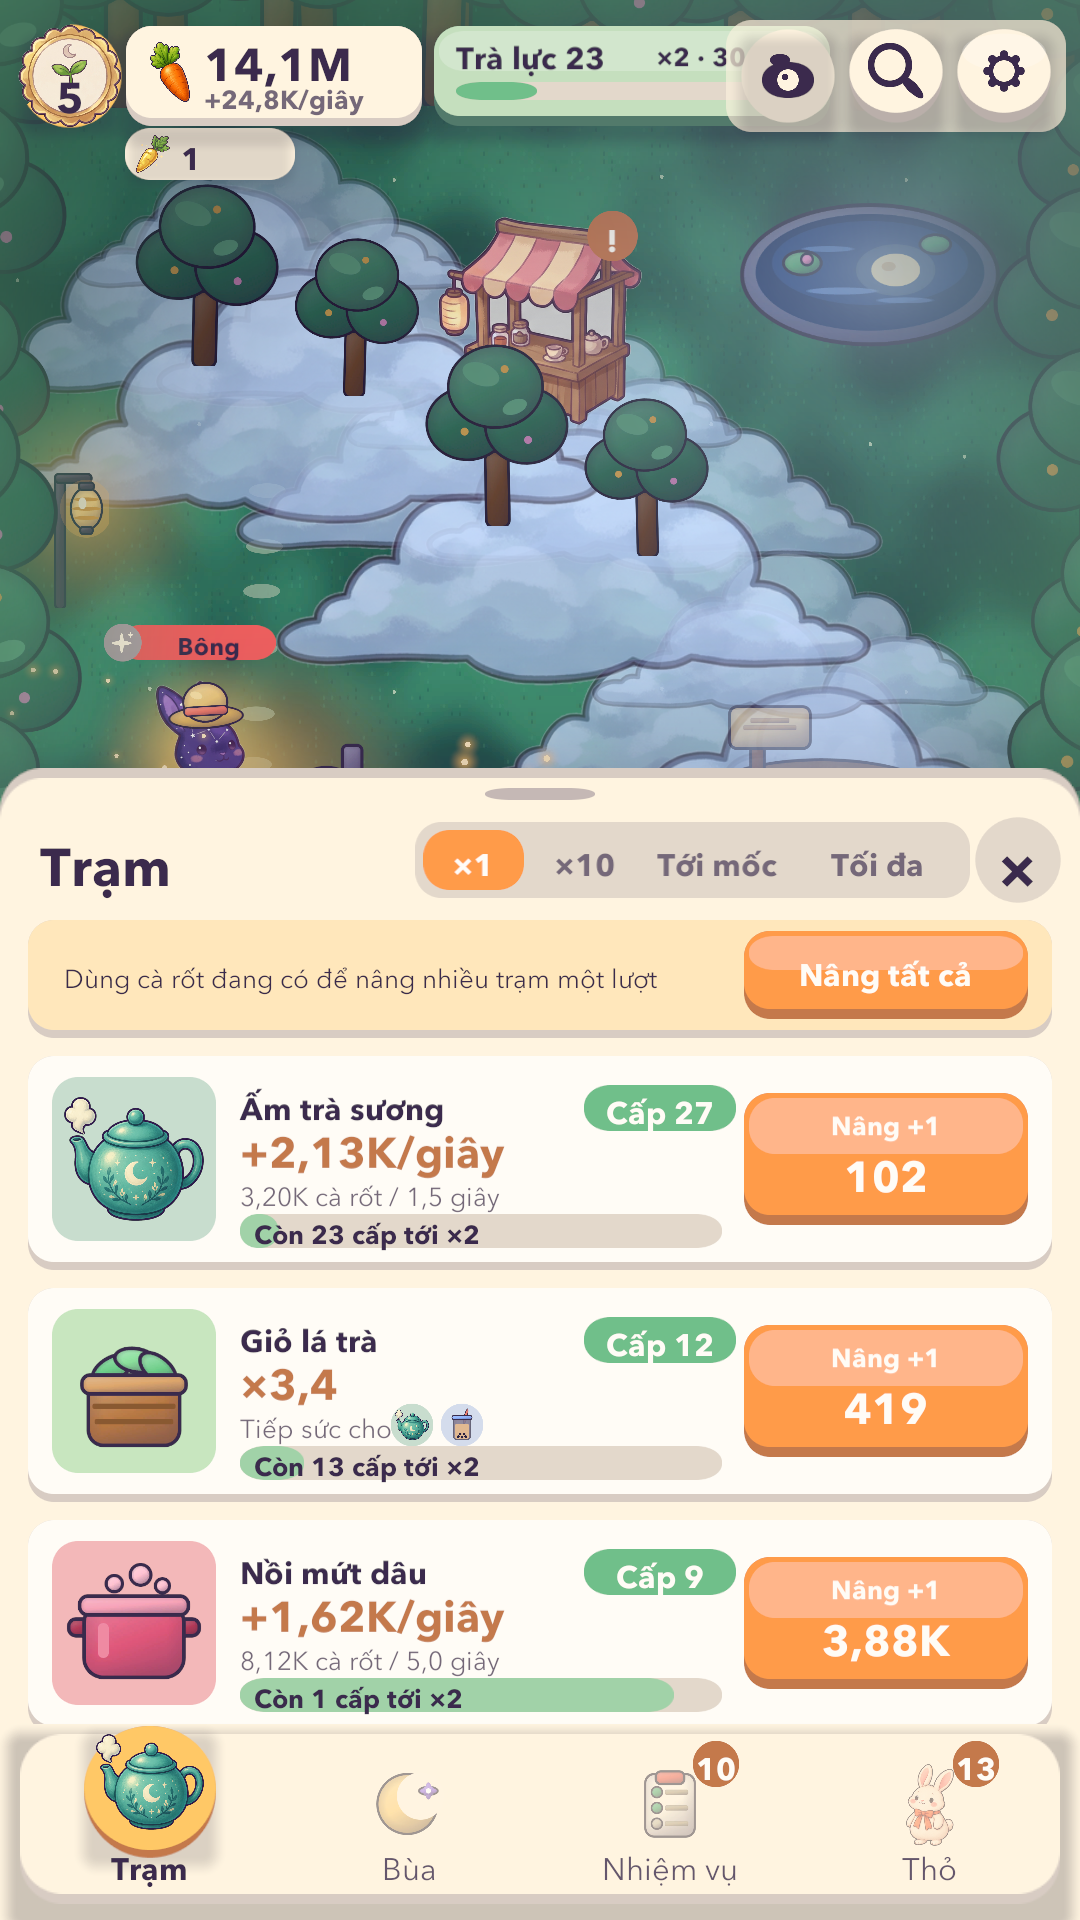 5
14,1M
+24,8K/giây
Trà lực 23
×2 · 30
1
!
Bông
Trạm
×1
×10
Tới mốc
Tối đa
×
Dùng cà rốt đang có để nâng nhiều trạm một lượt
Nâng tất cả
Ấm trà sương
Cấp 27
+2,13K/giây
3,20K cà rốt / 1,5 giây
Còn 23 cấp tới ×2
Nâng +1
102
Giỏ lá trà
Cấp 12
×3,4
Tiếp sức cho
Còn 13 cấp tới ×2
Nâng +1
419
Nồi mứt dâu
Cấp 9
+1,62K/giây
8,12K cà rốt / 5,0 giây
Còn 1 cấp tới ×2
Nâng +1
3,88K
Trạm
Bùa
10
Nhiệm vụ
13
Thỏ